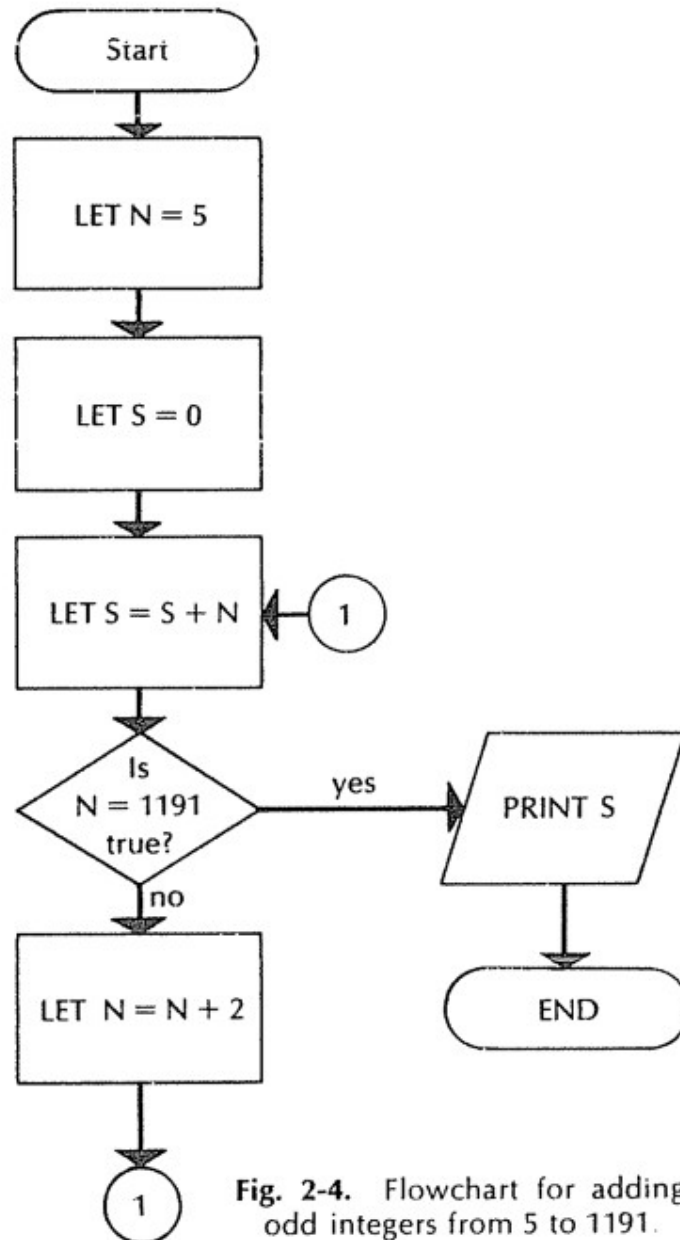 Start
LET N = 5
LET S = 0
LET S = S + N
1
Is
N = 1191
true?
yes
PRINT S
no
LET N = N + 2
END
1
Fig. 2-4. Flowchart for adding
odd integers from 5 to 1191.